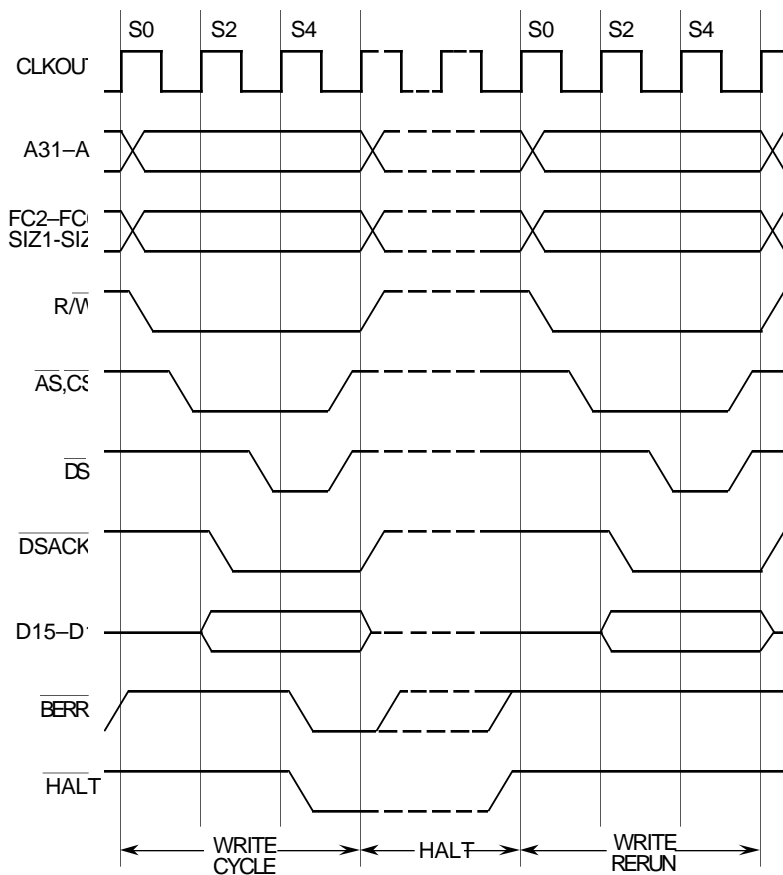 S0 S2 S4 S0 S2 S4
CLKOUT
A31–A
FC2–FC
SIZ1-SIZ
R/W
AS,CS
DS
DSACK
D15–D
BERR
HALT
WRITE
CYCLE
HALT
WRITE
RERUN